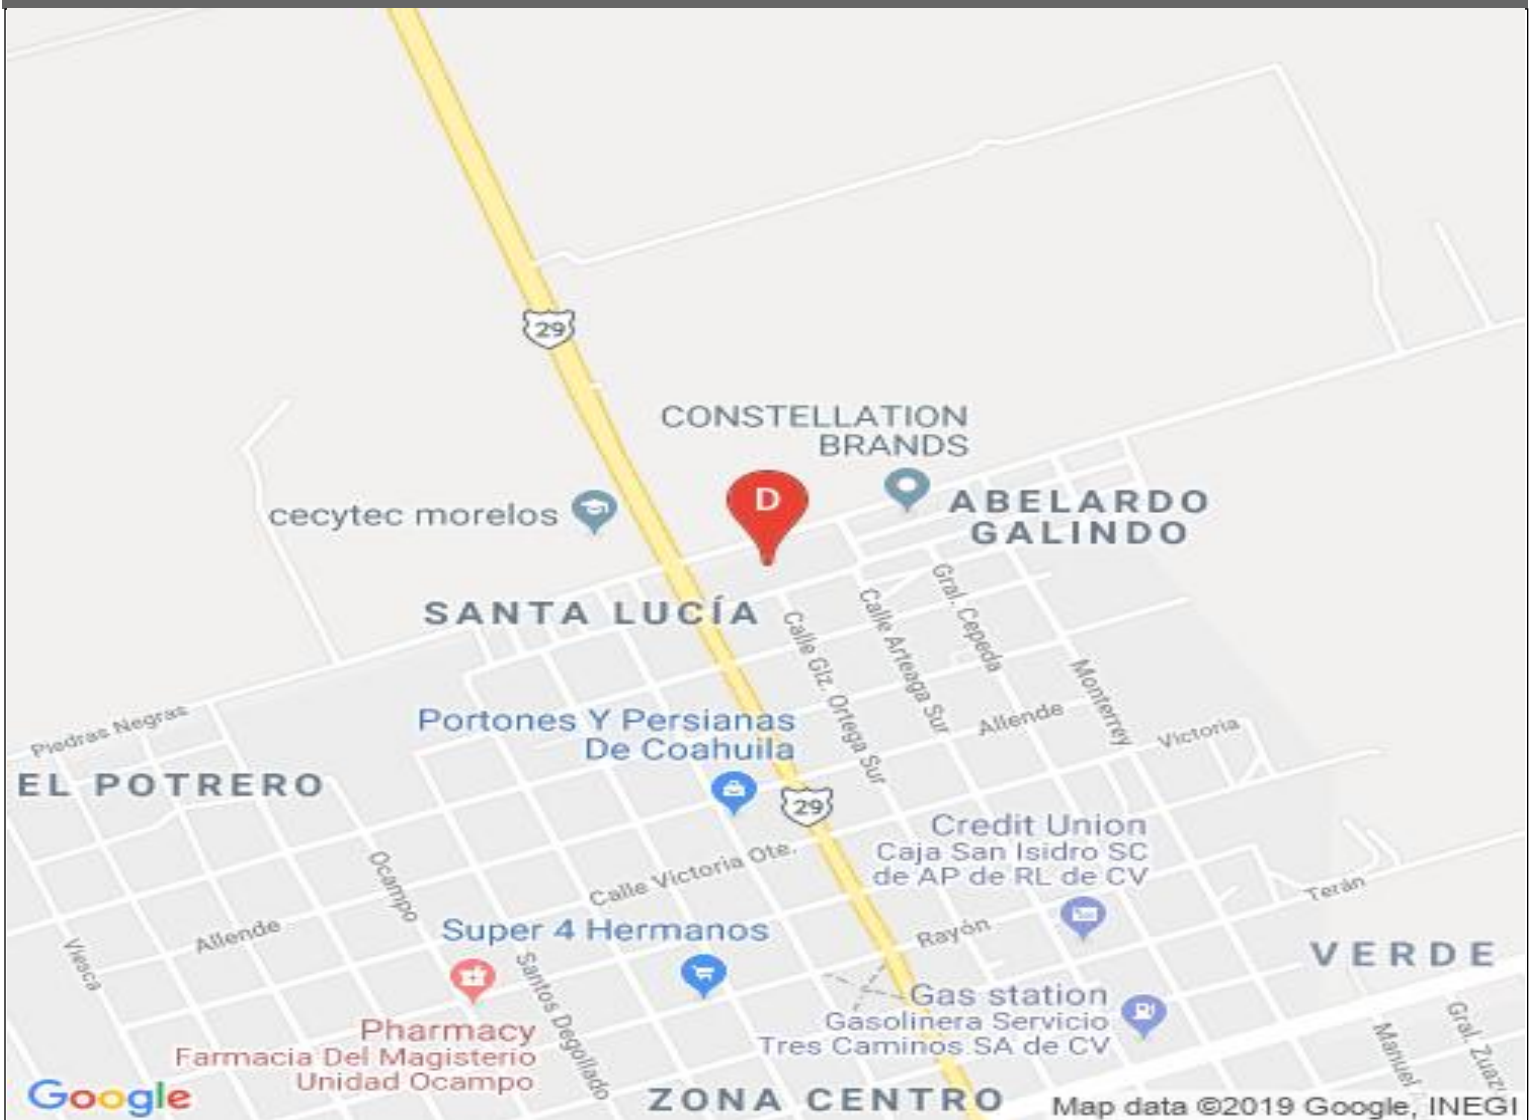 29
CONSTELLATION
BRANDS
D
cecytec morelos
ABELARDO
GALINDO
SANTA LUCÍA
Gral. Cepeda
Calle Arteaga Sur
Calle Glz. Ortega Sur
Monterrey
Piedras Negras
Portones Y Persianas
De Coahuila
Allende
Victoria
EL POTRERO
29
Credit Union
Caja San Isidro SC
de AP de RL de CV
Calle Victoria Ote.
Ocampo
Terán
Allende
Super 4 Hermanos
Rayón
VERDE
Viesca
Santos Degollado
Gas station
Gasolinera Servicio
Tres Caminos SA de CV
Pharmacy
Farmacia Del Magisterio
Unidad Ocampo
Manuel
Gral. Zuaz
Google
ZONA CENTRO
Map data ©2019 Google, INEGI